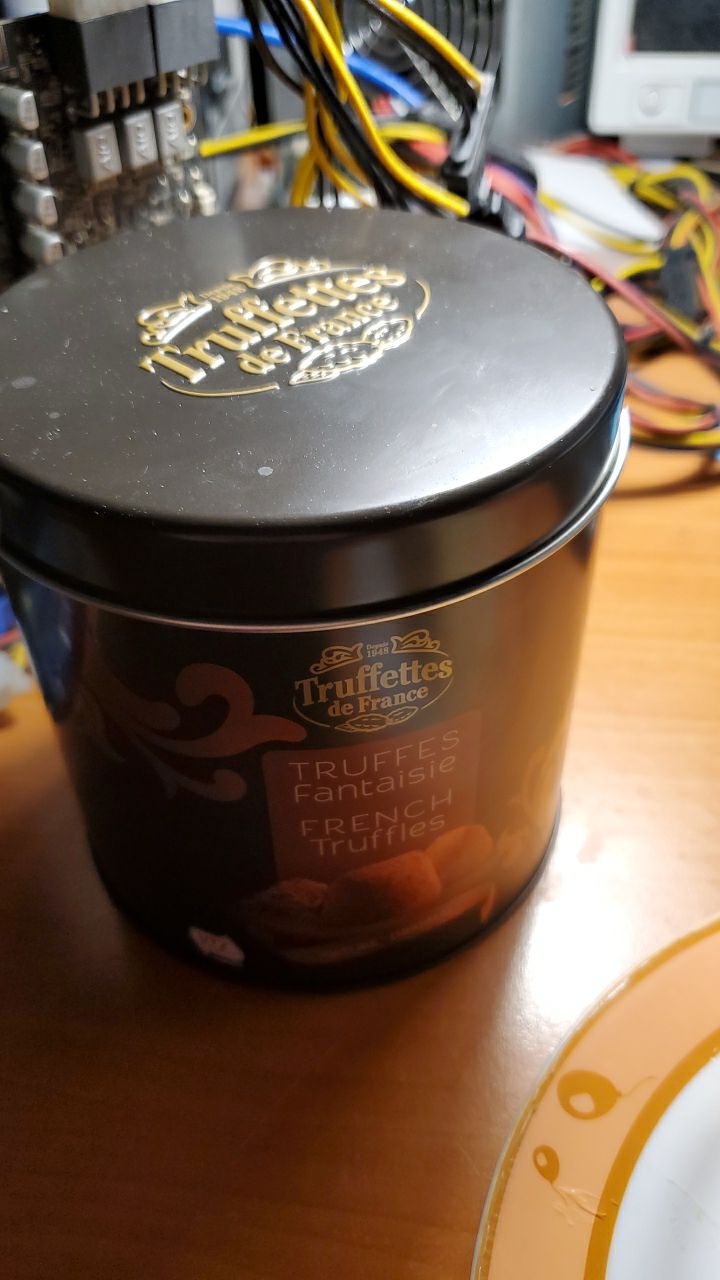 Truffettes
de France
Depuis
1948
Truffettes
de France
TRUFFES
Fantaisie
FRENCH
Truffles